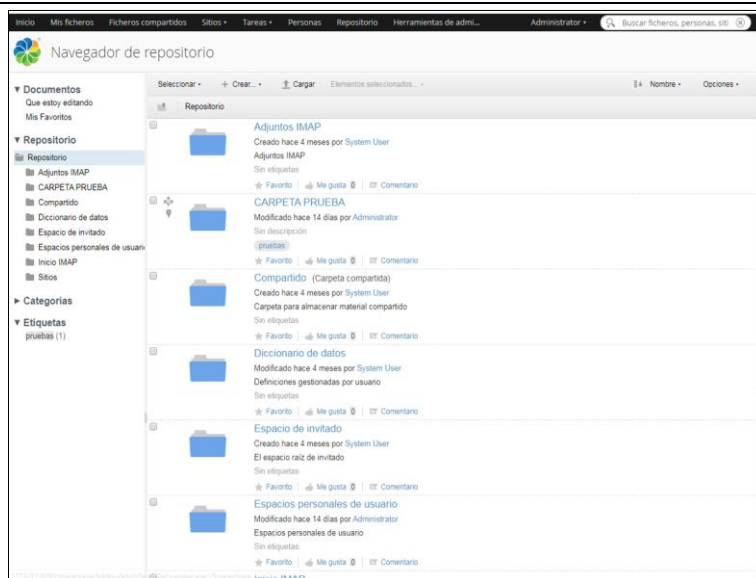 Inicio Mis ficheros Ficheros compartidos Sitios Tareas Personas Repositorio Herramientas de admi... Administrator Buscar ficheros, personas, siti
Navegador de repositorio
Documentos
Que estoy editando
Mis Favoritos
Repositorio
Repositorio
Adjuntos IMAP
CARPETA PRUEBA
Compartido
Diccionario de datos
Espacio de invitado
Espacios personales de usuari
Inicio IMAP
Sitios
Categorias
Etiquetas
pruebas (1)
Seleccionar + Crear... Cargar Elementos seleccionados... Nombre Opciones
Repositorio
Adjuntos IMAP
Creado hace 4 meses por System User
Adjuntos IMAP
Sin etiquetas
Favorito Me gusta 0 Comentario
CARPETA PRUEBA
Modificado hace 14 días por Administrator
Sin descripción
pruebas
Favorito Me gusta 0 Comentario
Compartido (Carpeta compartida)
Creado hace 4 meses por System User
Carpeta para almacenar material compartido
Sin etiquetas
Favorito Me gusta 0 Comentario
Diccionario de datos
Modificado hace 4 meses por System User
Definiciones gestionadas por usuario
Sin etiquetas
Favorito Me gusta 0 Comentario
Espacio de invitado
Creado hace 4 meses por System User
El espacio raíz de invitado
Sin etiquetas
Favorito Me gusta 0 Comentario
Espacios personales de usuario
Modificado hace 14 días por Administrator
Espacios personales de usuario
Sin etiquetas
Favorito Me gusta 0 Comentario
Inicio IMAP